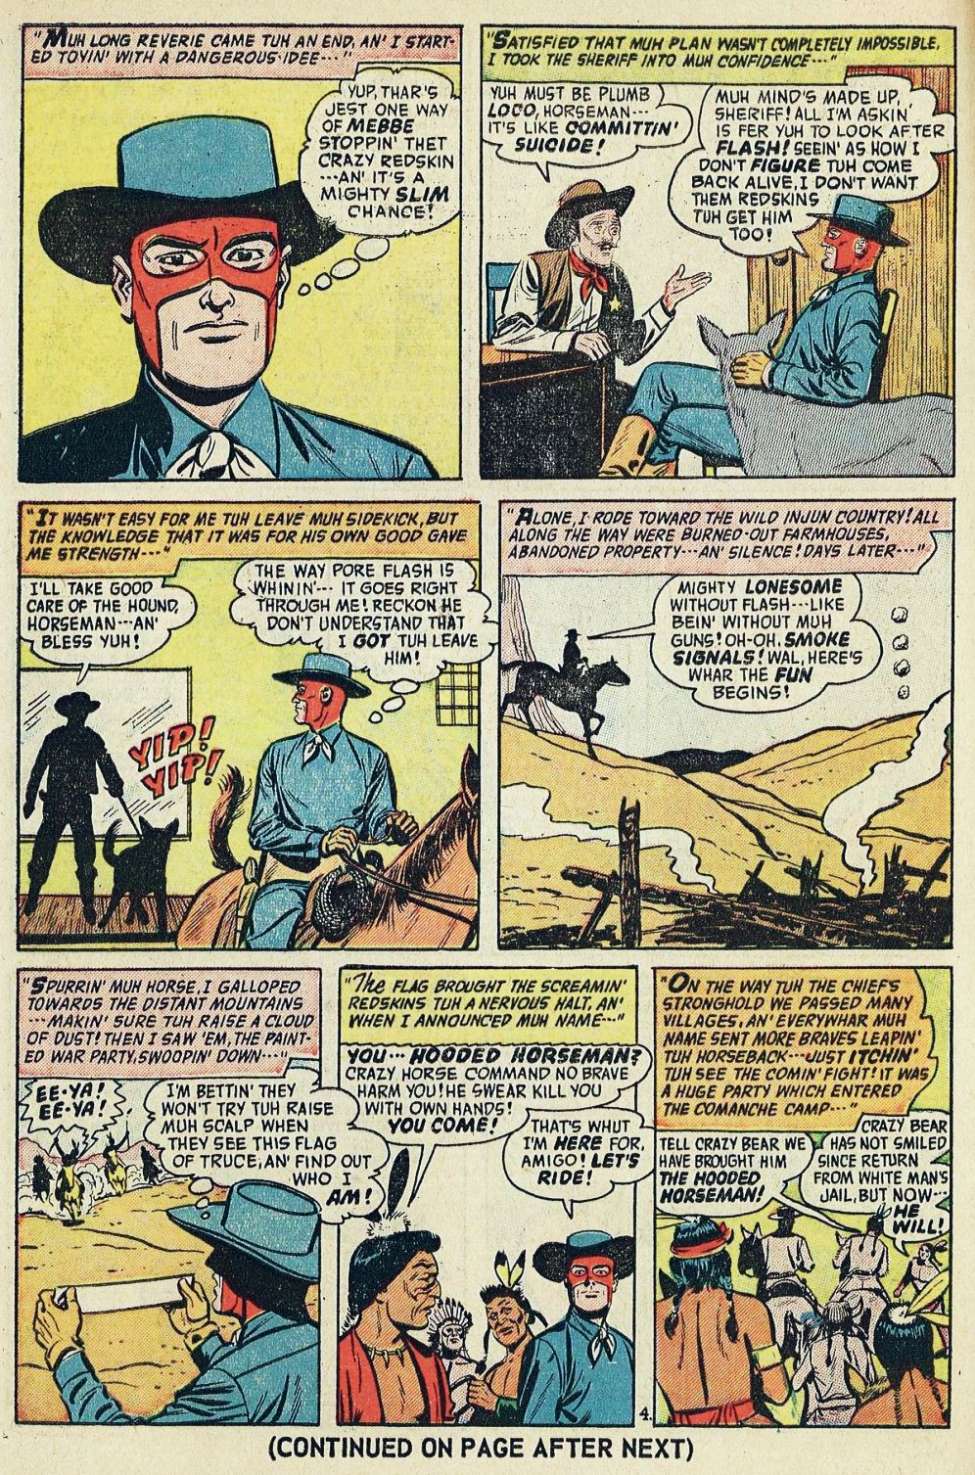 "MUH LONG REVERIE CAME TUH AN END, AN' I START-
ED TOYIN' WITH A DANGEROUS IDEE---"
YUP, THAR'S
JEST ONE WAY
OF MEBBE
STOPPIN' THET
CRAZY REDSKIN
---AN' IT'S A
MIGHTY SLIM
CHANCE!
"SATISFIED THAT MUH PLAN WASN'T COMPLETELY IMPOSSIBLE,
I TOOK THE SHERIFF INTO MUH CONFIDENCE---"
YUH MUST BE PLUMB
LOCO, HORSEMAN---
IT'S LIKE COMMITTIN'
SUICIDE!
MUH MIND'S MADE UP,
SHERIFF! ALL I'M ASKIN'
IS FER YUH TO LOOK AFTER
FLASH! SEEIN' AS HOW I
DON'T FIGURE TUH COME
BACK ALIVE, I DON'T WANT
THEM REDSKINS
TUH GET HIM
TOO!
"IT WASN'T EASY FOR ME TUH LEAVE MUH SIDEKICK, BUT
THE KNOWLEDGE THAT IT WAS FOR HIS OWN GOOD GAVE
ME STRENGTH---"
I'LL TAKE GOOD
CARE OF THE HOUND,
HORSEMAN---AN'
BLESS YUH!
YIP!
YIP!
THE WAY PORE FLASH IS
WHININ'--- IT GOES RIGHT
THROUGH ME! RECKON HE
DON'T UNDERSTAND THAT
I GOT TUH LEAVE
HIM!
"ALONE, I RODE TOWARD THE WILD INJUN COUNTRY! ALL
ALONG THE WAY WERE BURNED-OUT FARMHOUSES,
ABANDONED PROPERTY---AN' SILENCE! DAYS LATER---"
MIGHTY LONESOME
WITHOUT FLASH---LIKE
BEIN' WITHOUT MUH
GUNS! OH-OH. SMOKE
SIGNALS! WAL, HERE'S
WHAR THE FUN
BEGINS!
"SPURRIN' MUH HORSE, I GALLOPED
TOWARDS THE DISTANT MOUNTAINS
---MAKIN' SURE TUH RAISE A CLOUD
OF DUST! THEN I SAW 'EM, THE PAINT-
ED WAR PARTY, SWOOPIN' DOWN---"
EE-YA!
EE-YA!
I'M BETTIN' THEY
WON'T TRY TUH RAISE
MUH SCALP WHEN
THEY SEE THIS FLAG
OF TRUCE, AN' FIND OUT
WHO I
AM!
"THE FLAG BROUGHT THE SCREAMIN'
REDSKINS TUH A NERVOUS HALT, AN'
WHEN I ANNOUNCED MUH NAME---"
YOU--- HOODED HORSEMAN?
CRAZY HORSE COMMAND NO BRAVE
HARM YOU! HE SWEAR KILL YOU
WITH OWN HANDS!
YOU COME!
THAT'S WHUT
I'M HERE FOR,
AMIGO! LET'S
RIDE!
4.
"ON THE WAY TUH THE CHIEF'S
STRONGHOLD WE PASSED MANY
VILLAGES, AN' EVERYWHAR MUH
NAME SENT MORE BRAVES LEAPIN'
TUH HORSEBACK---JUST ITCHIN'
TUH SEE THE COMIN' FIGHT! IT WAS
A HUGE PARTY WHICH ENTERED
THE COMANCHE CAMP---"
TELL CRAZY BEAR WE
HAVE BROUGHT HIM
THE HOODED
HORSEMAN!
CRAZY BEAR
HAS NOT SMILED
SINCE RETURN
FROM WHITE MAN'S
JAIL, BUT NOW---
HE
WILL!
(CONTINUED ON PAGE AFTER NEXT)